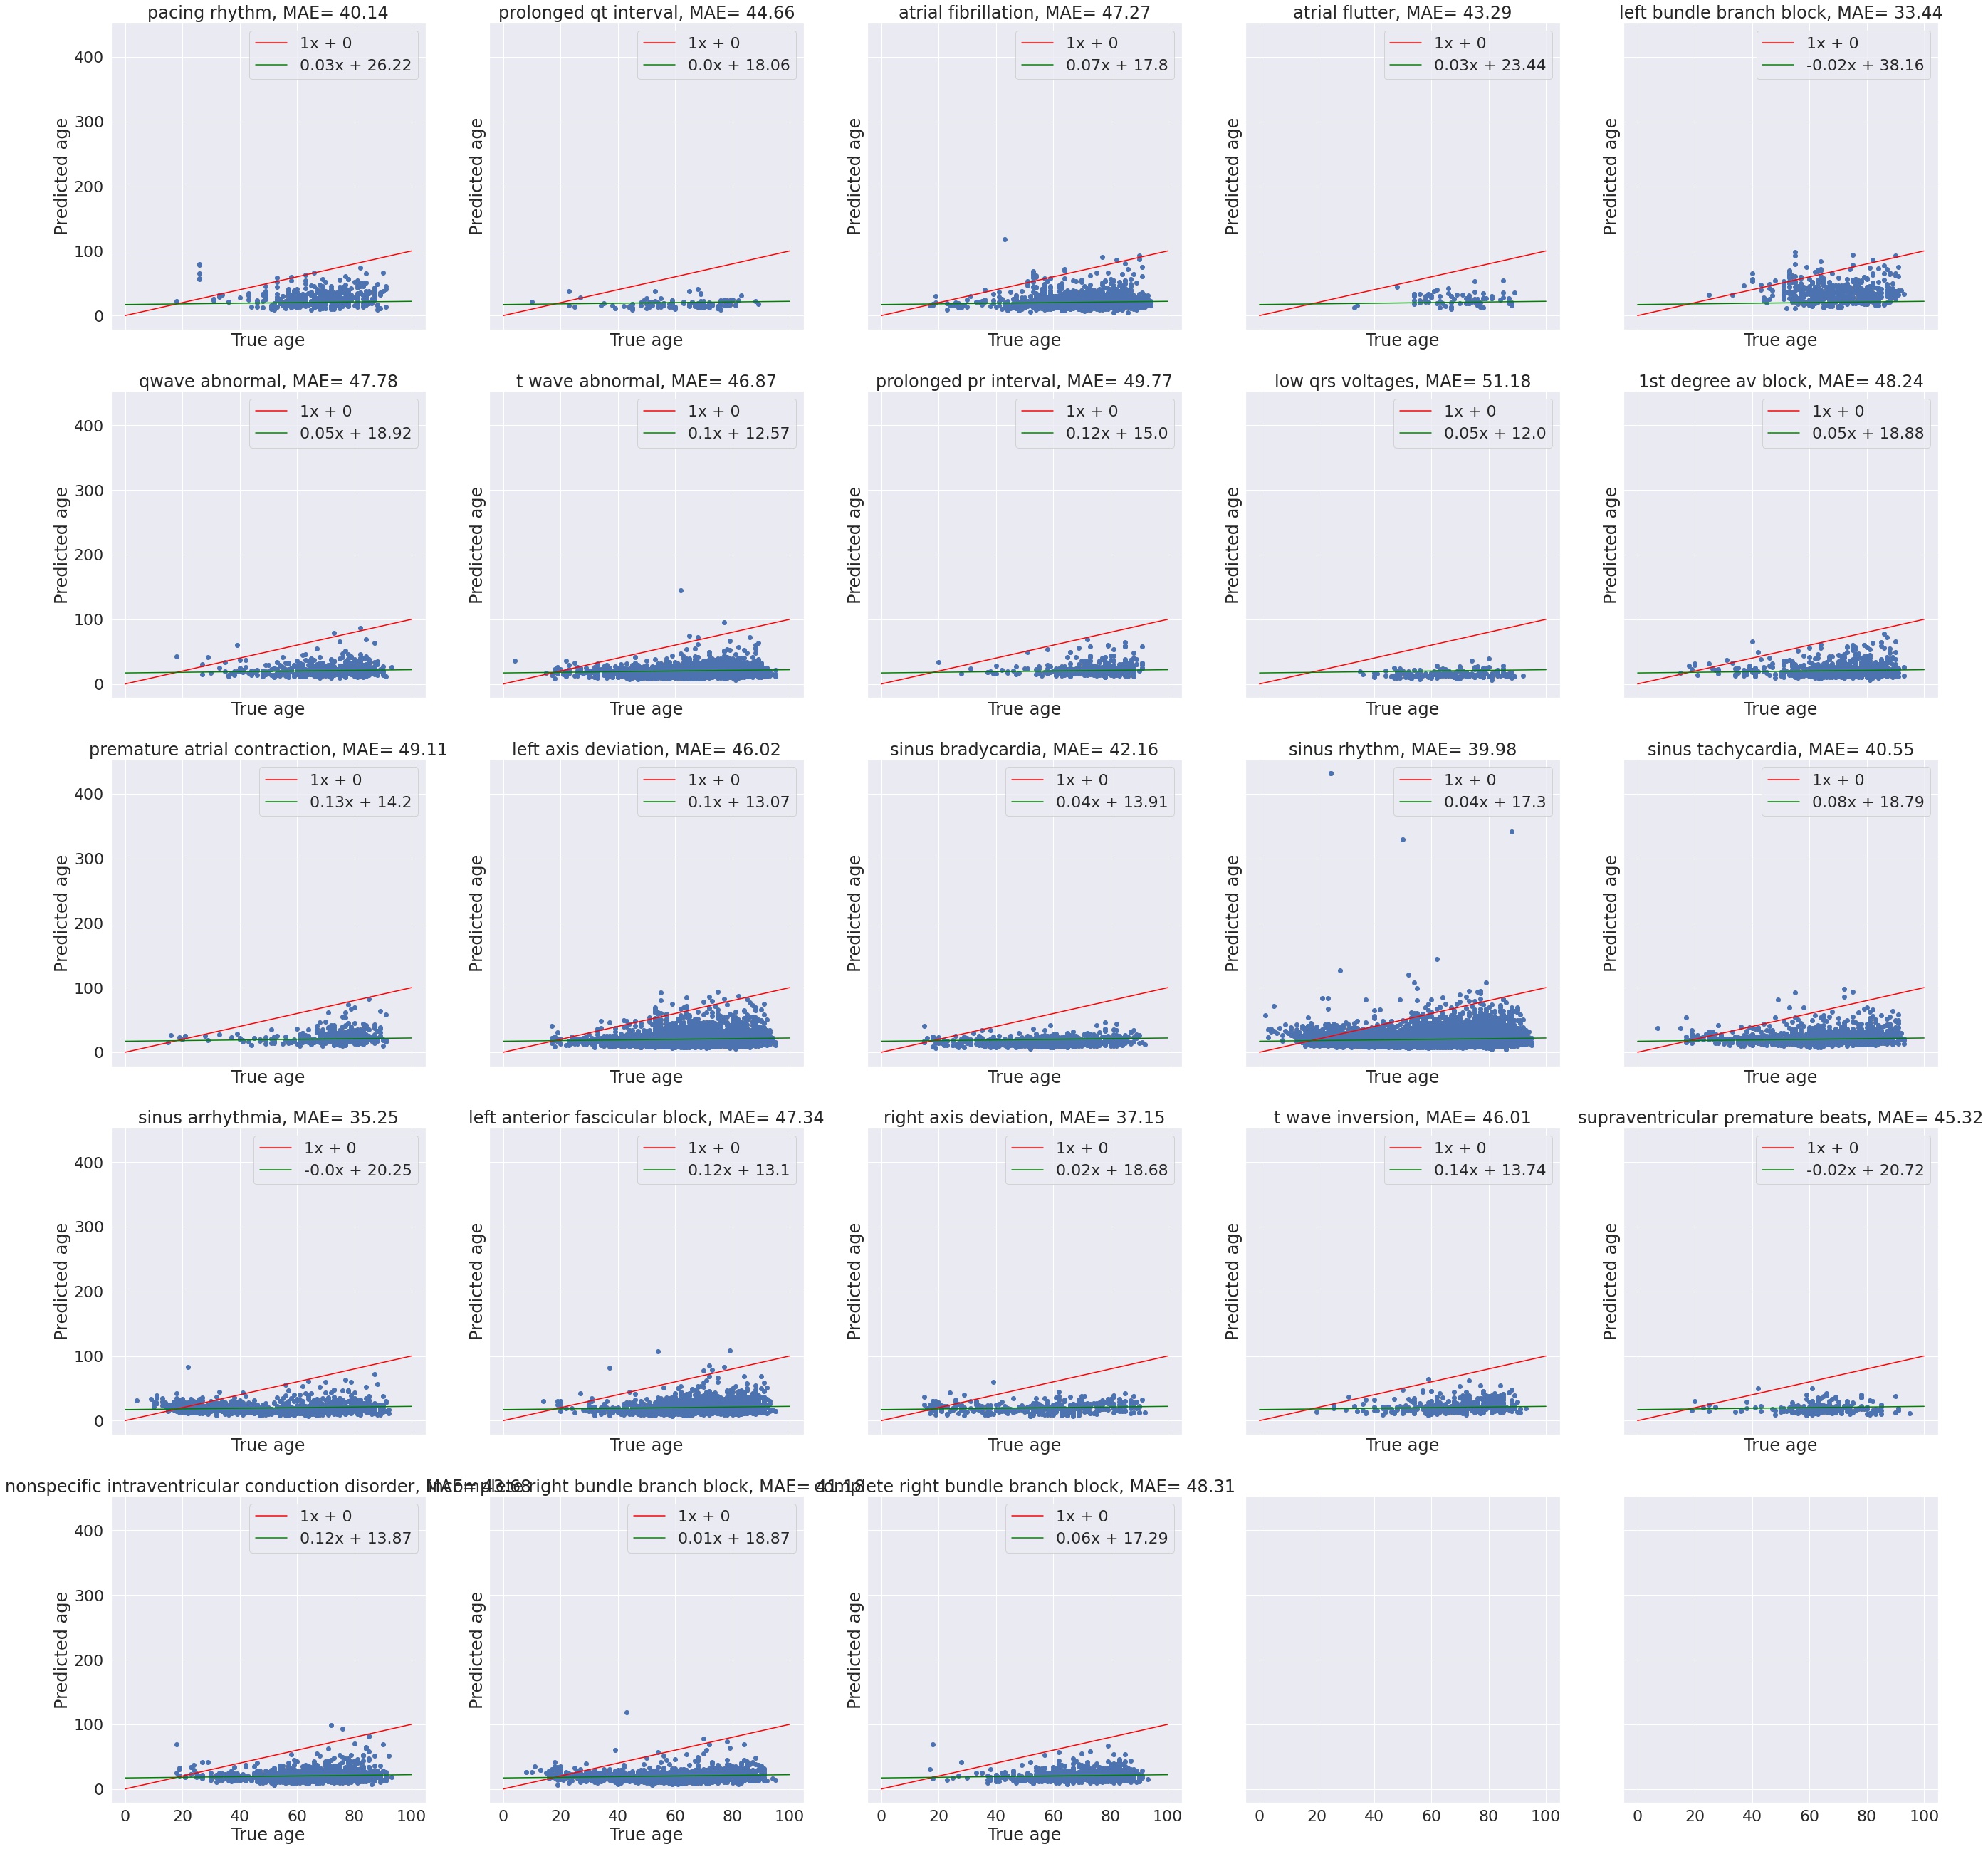 pacing rhythm, MAE= 40.14
1x + 0
0.03x + 26.22
400
300
200
100
0
Predicted age
True age
prolonged qt interval, MAE= 44.66
1x + 0
0.0x + 18.06
Predicted age
True age
atrial fibrillation, MAE= 47.27
1x + 0
0.07x + 17.8
Predicted age
True age
atrial flutter, MAE= 43.29
1x + 0
0.03x + 23.44
Predicted age
True age
left bundle branch block, MAE= 33.44
1x + 0
-0.02x + 38.16
Predicted age
True age
qwave abnormal, MAE= 47.78
1x + 0
0.05x + 18.92
400
300
200
100
0
Predicted age
True age
t wave abnormal, MAE= 46.87
1x + 0
0.1x + 12.57
Predicted age
True age
prolonged pr interval, MAE= 49.77
1x + 0
0.12x + 15.0
Predicted age
True age
low qrs voltages, MAE= 51.18
1x + 0
0.05x + 12.0
Predicted age
True age
1st degree av block, MAE= 48.24
1x + 0
0.05x + 18.88
Predicted age
True age
premature atrial contraction, MAE= 49.11
1x + 0
0.13x + 14.2
400
300
200
100
0
Predicted age
True age
left axis deviation, MAE= 46.02
1x + 0
0.1x + 13.07
Predicted age
True age
sinus bradycardia, MAE= 42.16
1x + 0
0.04x + 13.91
Predicted age
True age
sinus rhythm, MAE= 39.98
1x + 0
0.04x + 17.3
Predicted age
True age
sinus tachycardia, MAE= 40.55
1x + 0
0.08x + 18.79
Predicted age
True age
sinus arrhythmia, MAE= 35.25
1x + 0
-0.0x + 20.25
400
300
200
100
0
Predicted age
True age
left anterior fascicular block, MAE= 47.34
1x + 0
0.12x + 13.1
Predicted age
True age
right axis deviation, MAE= 37.15
1x + 0
0.02x + 18.68
Predicted age
True age
t wave inversion, MAE= 46.01
1x + 0
0.14x + 13.74
Predicted age
True age
supraventricular premature beats, MAE= 45.32
1x + 0
-0.02x + 20.72
Predicted age
True age
nonspecific intraventricular conduction disorder, MAE= 43.68
1x + 0
0.12x + 13.87
400
300
200
100
0
Predicted age
0 20 40 60 80 100
True age
incomplete right bundle branch block, MAE= 41.18
1x + 0
0.01x + 18.87
Predicted age
0 20 40 60 80 100
True age
complete right bundle branch block, MAE= 48.31
1x + 0
0.06x + 17.29
Predicted age
0 20 40 60 80 100
True age
0 20 40 60 80 100
0 20 40 60 80 100